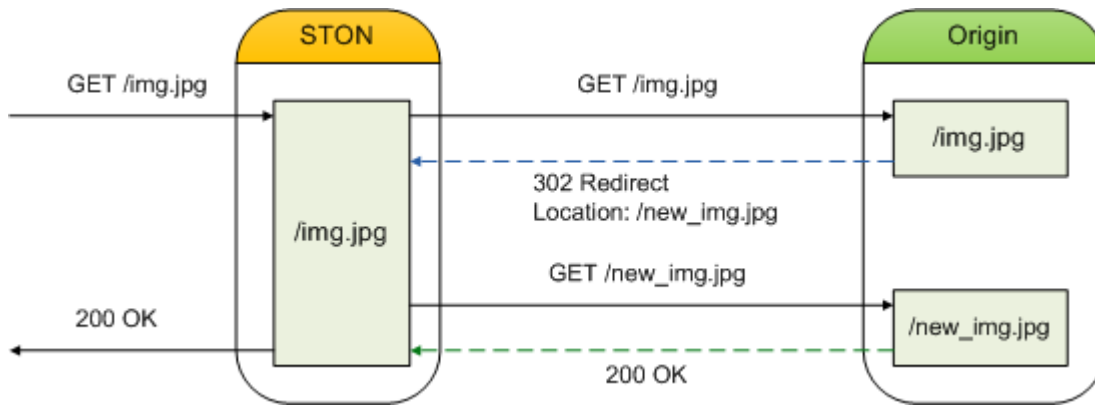 STON
Origin
GET /img.jpg
GET /img.jpg
/img.jpg
302 Redirect
Location: /new_img.jpg
/img.jpg
GET /new_img.jpg
200 OK
/new_img.jpg
200 OK